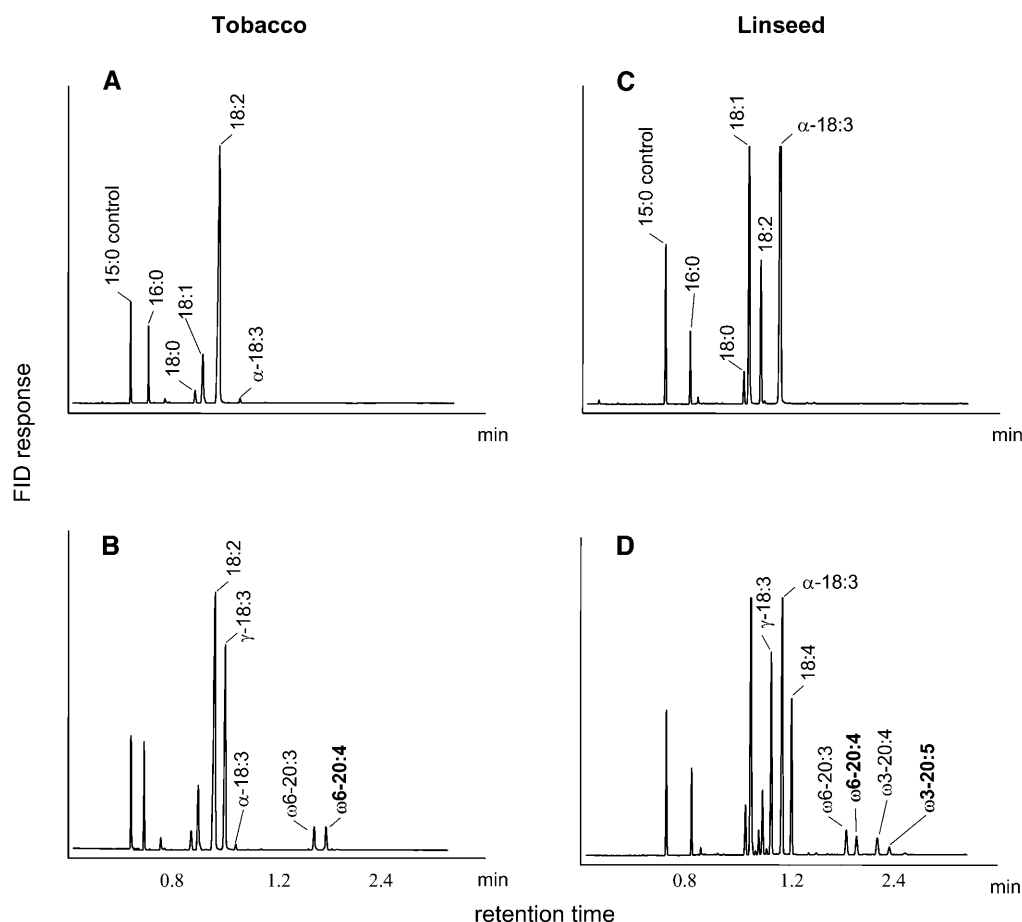 Tobacco
Linseed
A
15:0 control
16:0
18:0
18:1
18:2
α-18:3
min
C
15:0 control
16:0
18:0
18:1
18:2
α-18:3
min
FID response
B
18:2
γ-18:3
α-18:3
ω6-20:3
ω6-20:4
0.8 1.2 2.4 min
D
γ-18:3
α-18:3
18:4
ω6-20:3
ω6-20:4
ω3-20:4
ω3-20:5
0.8 1.2 2.4 min
retention time